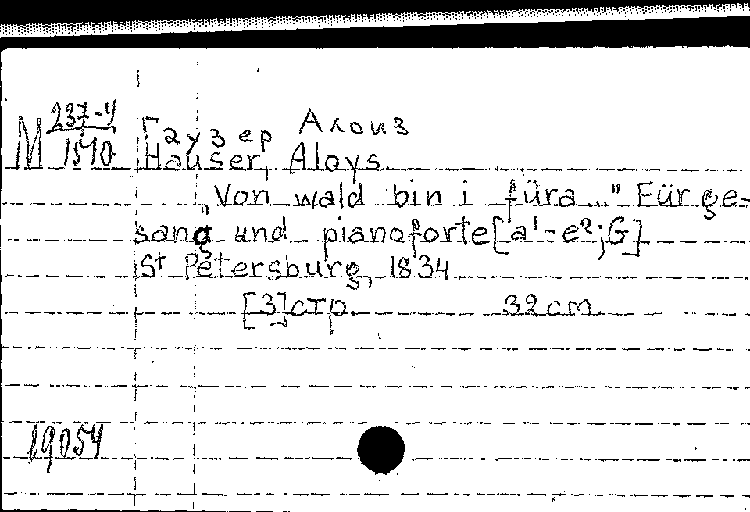 М 237-4
1510
Гаузер Алоиз
Hauser, Aloys.
„Von wald bin i füra..." Für ge-
sang und pianoforte [a¹-e²; G]
St Petersburg, 1834
[3] стр. 32 cm
19054